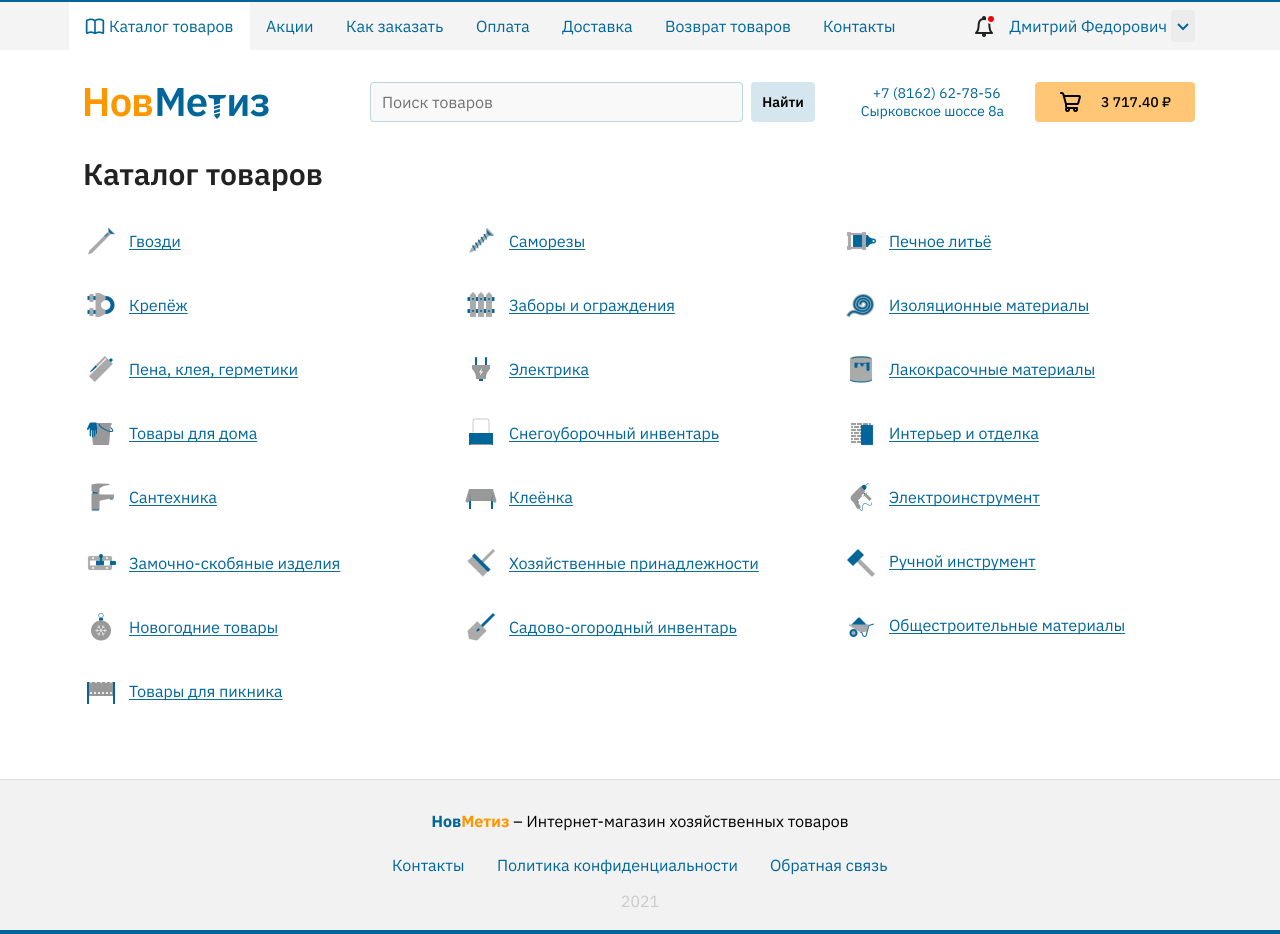 Каталог товаров Акции Как заказать Оплата Доставка Возврат товаров Контакты Дмитрий Федорович
НовМетиз Поиск товаров Найти +7 (8162) 62-78-56 3 717.40 ₽
Сырковское шоссе 8а
Каталог товаров
Гвозди Саморезы Печное литьё
Крепёж Заборы и ограждения Изоляционные материалы
Пена, клея, герметики Электрика Лакокрасочные материалы
Товары для дома Снегоуборочный инвентарь Интерьер и отделка
Сантехника Клеёнка Электроинструмент
Замочно-скобяные изделия Хозяйственные принадлежности Ручной инструмент
Новогодние товары Садово-огородный инвентарь Общестроительные материалы
Товары для пикника
НовМетиз – Интернет-магазин хозяйственных товаров
Контакты Политика конфиденциальности Обратная связь
2021